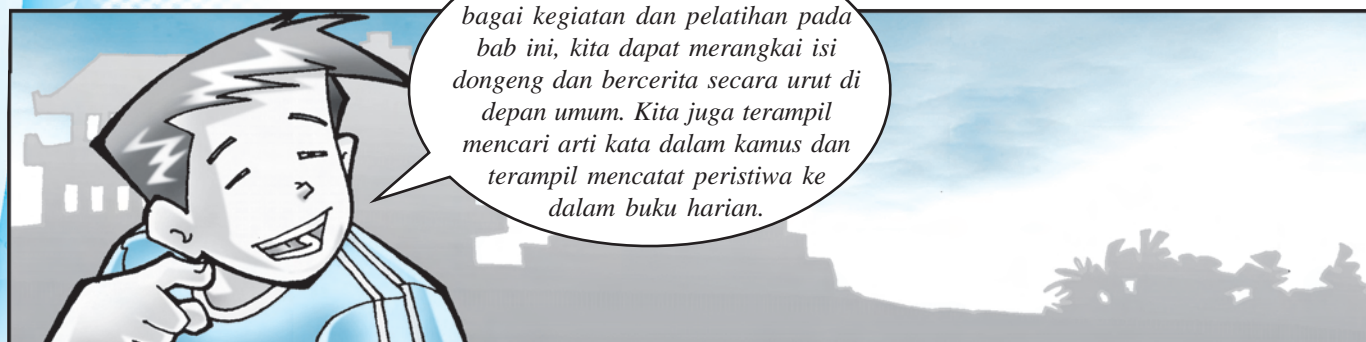 bagai kegiatan dan pelatihan pada
bab ini, kita dapat merangkai isi
dongeng dan bercerita secara urut di
depan umum. Kita juga terampil
mencari arti kata dalam kamus dan
terampil mencatat peristiwa ke
dalam buku harian.